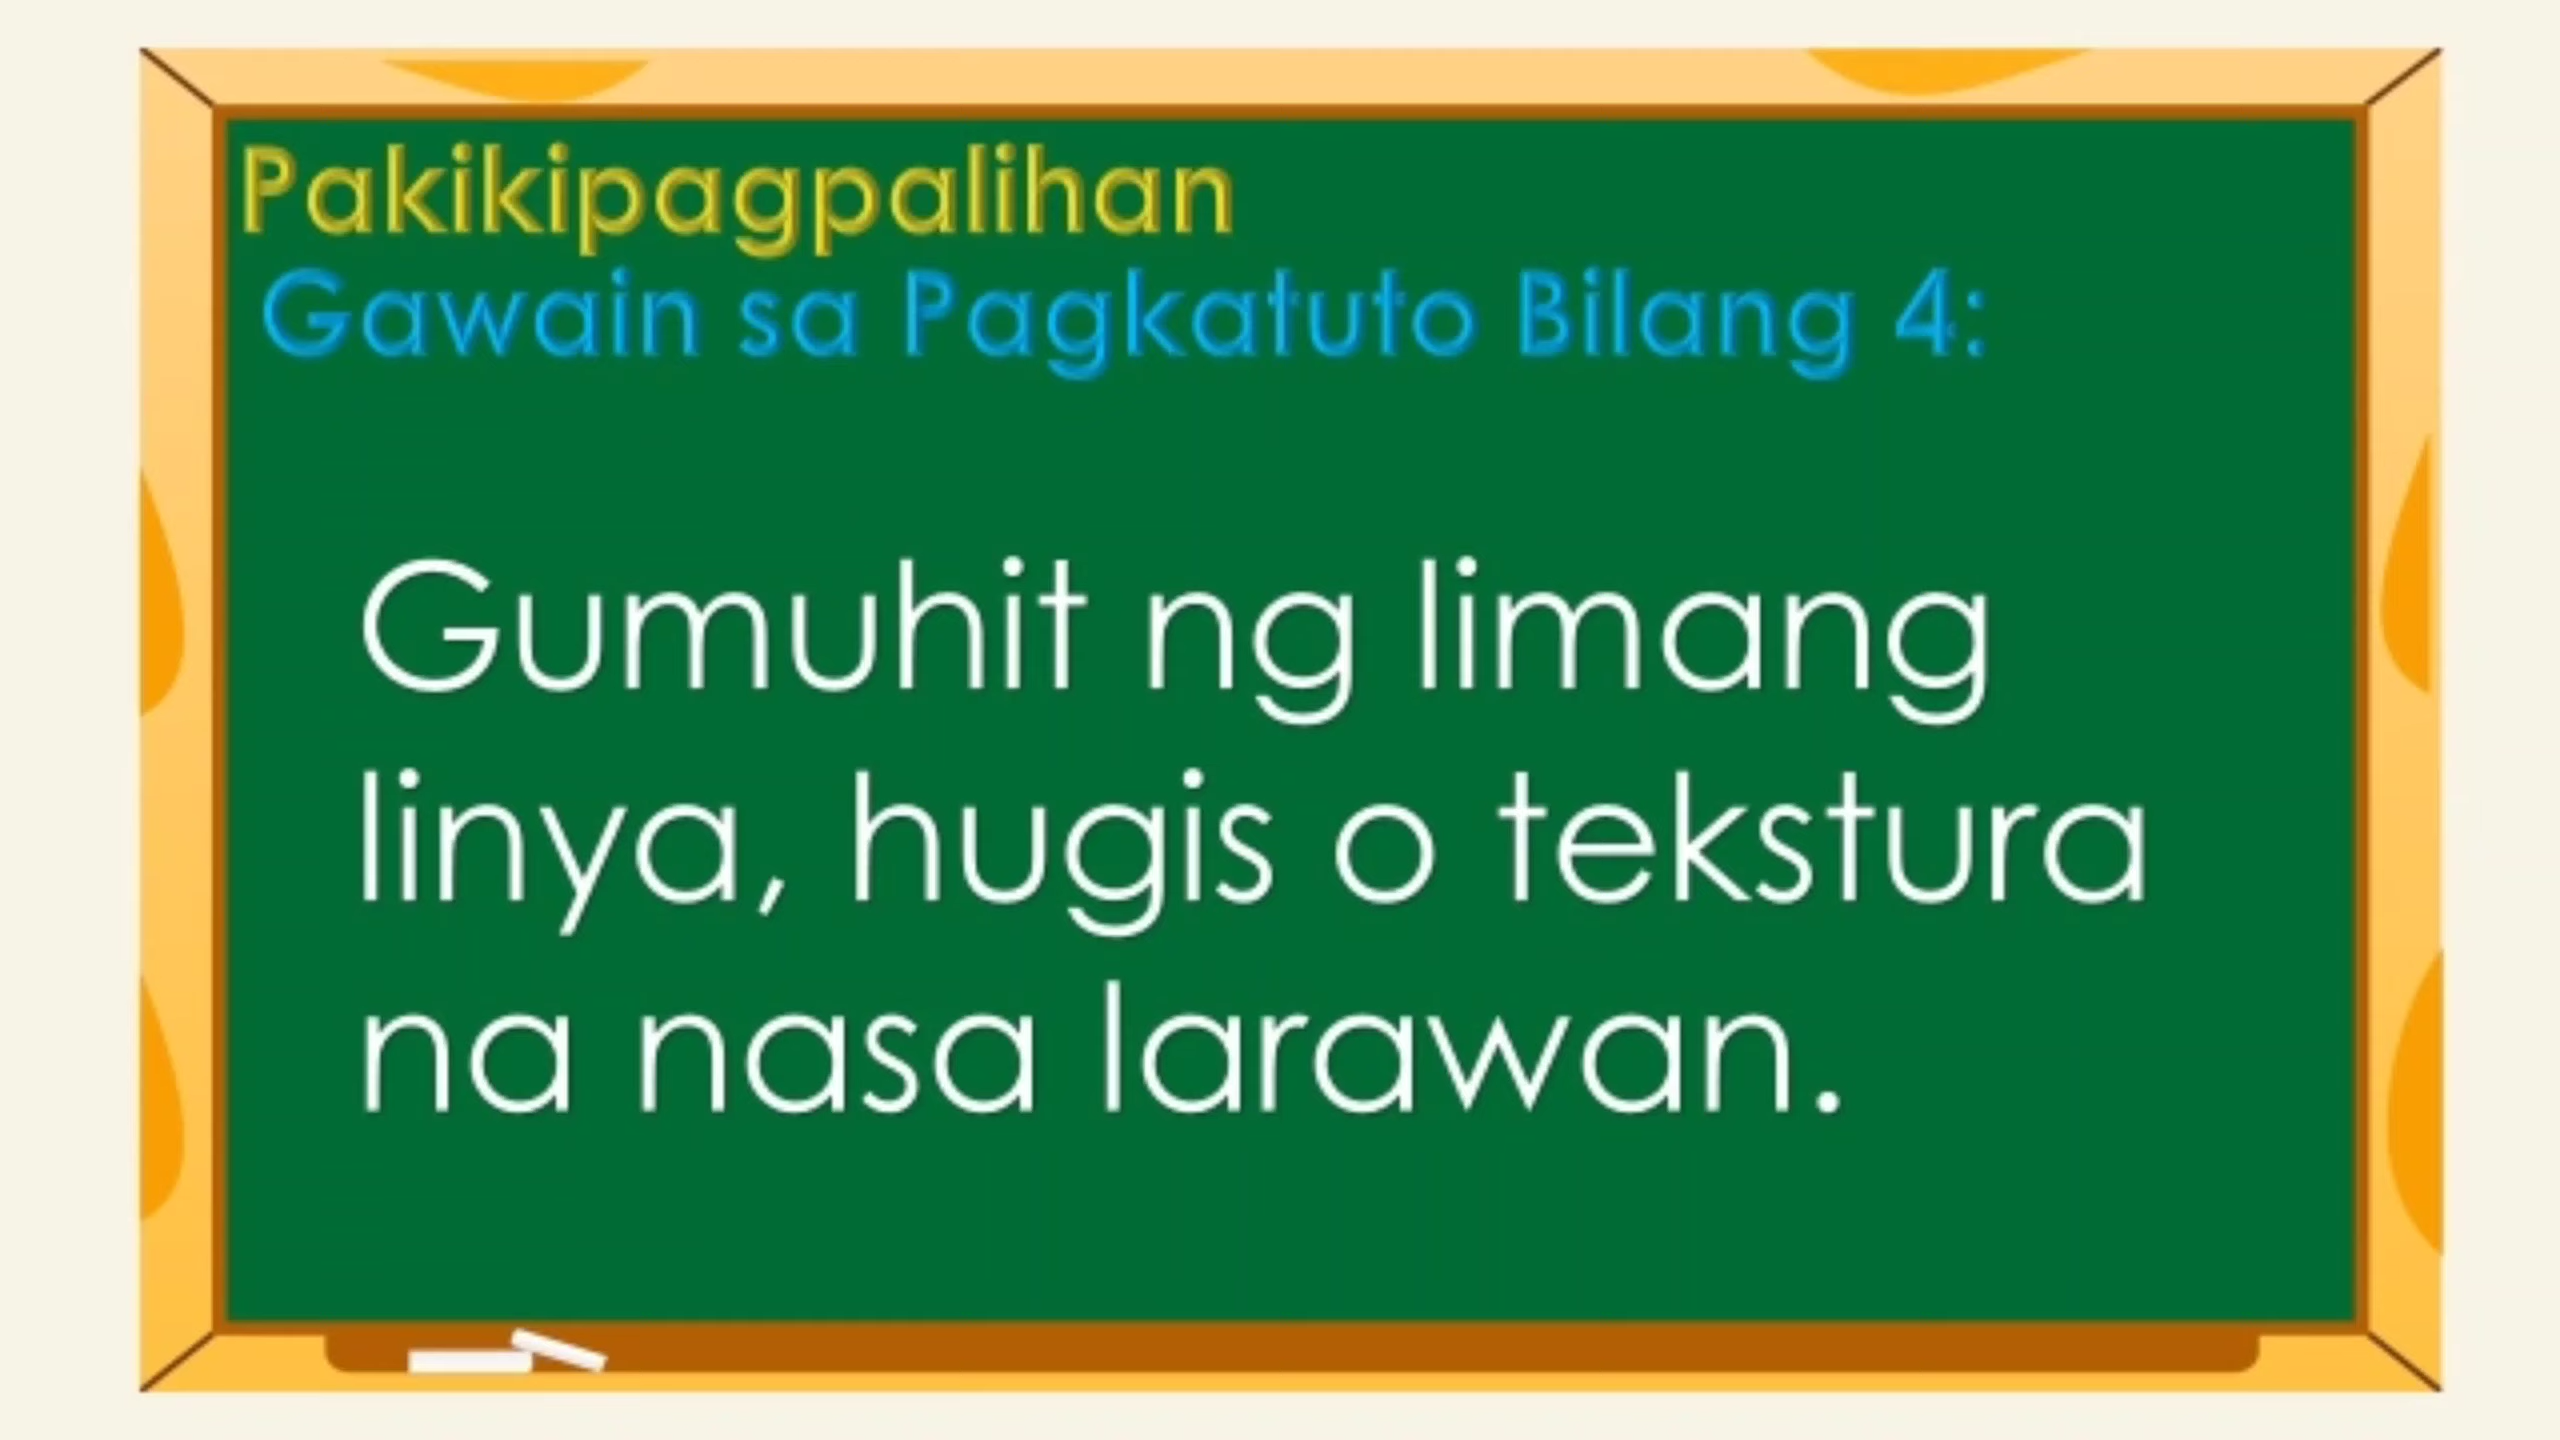 Pakikipagpalihan
Gawain sa Pagkatuto Bilang 4:
Gumuhit ng limang
linya, hugis o tekstura
na nasa larawan.